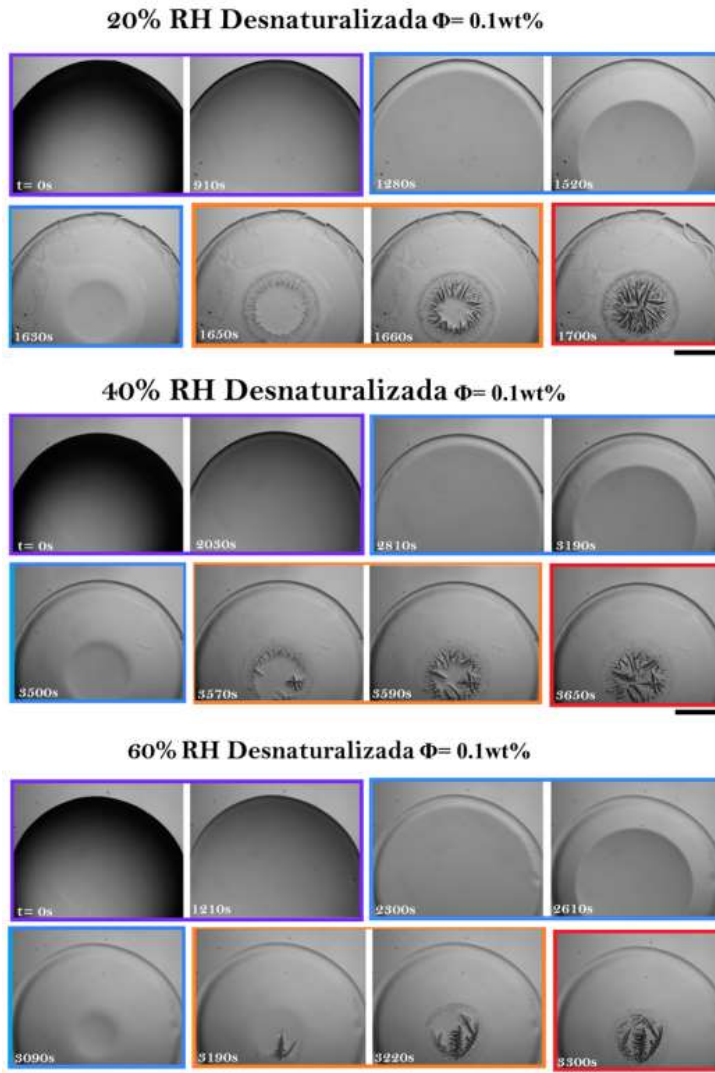 20% RH Desnaturalizada Φ= 0.1wt%
t= 0s
910s
1280s
1520s
1630s
1650s
1660s
1700s
40% RH Desnaturalizada Φ= 0.1wt%
t= 0s
2030s
2810s
3190s
3500s
3570s
3590s
3650s
60% RH Desnaturalizada Φ= 0.1wt%
t= 0s
1210s
2300s
2610s
3090s
3190s
3220s
3300s